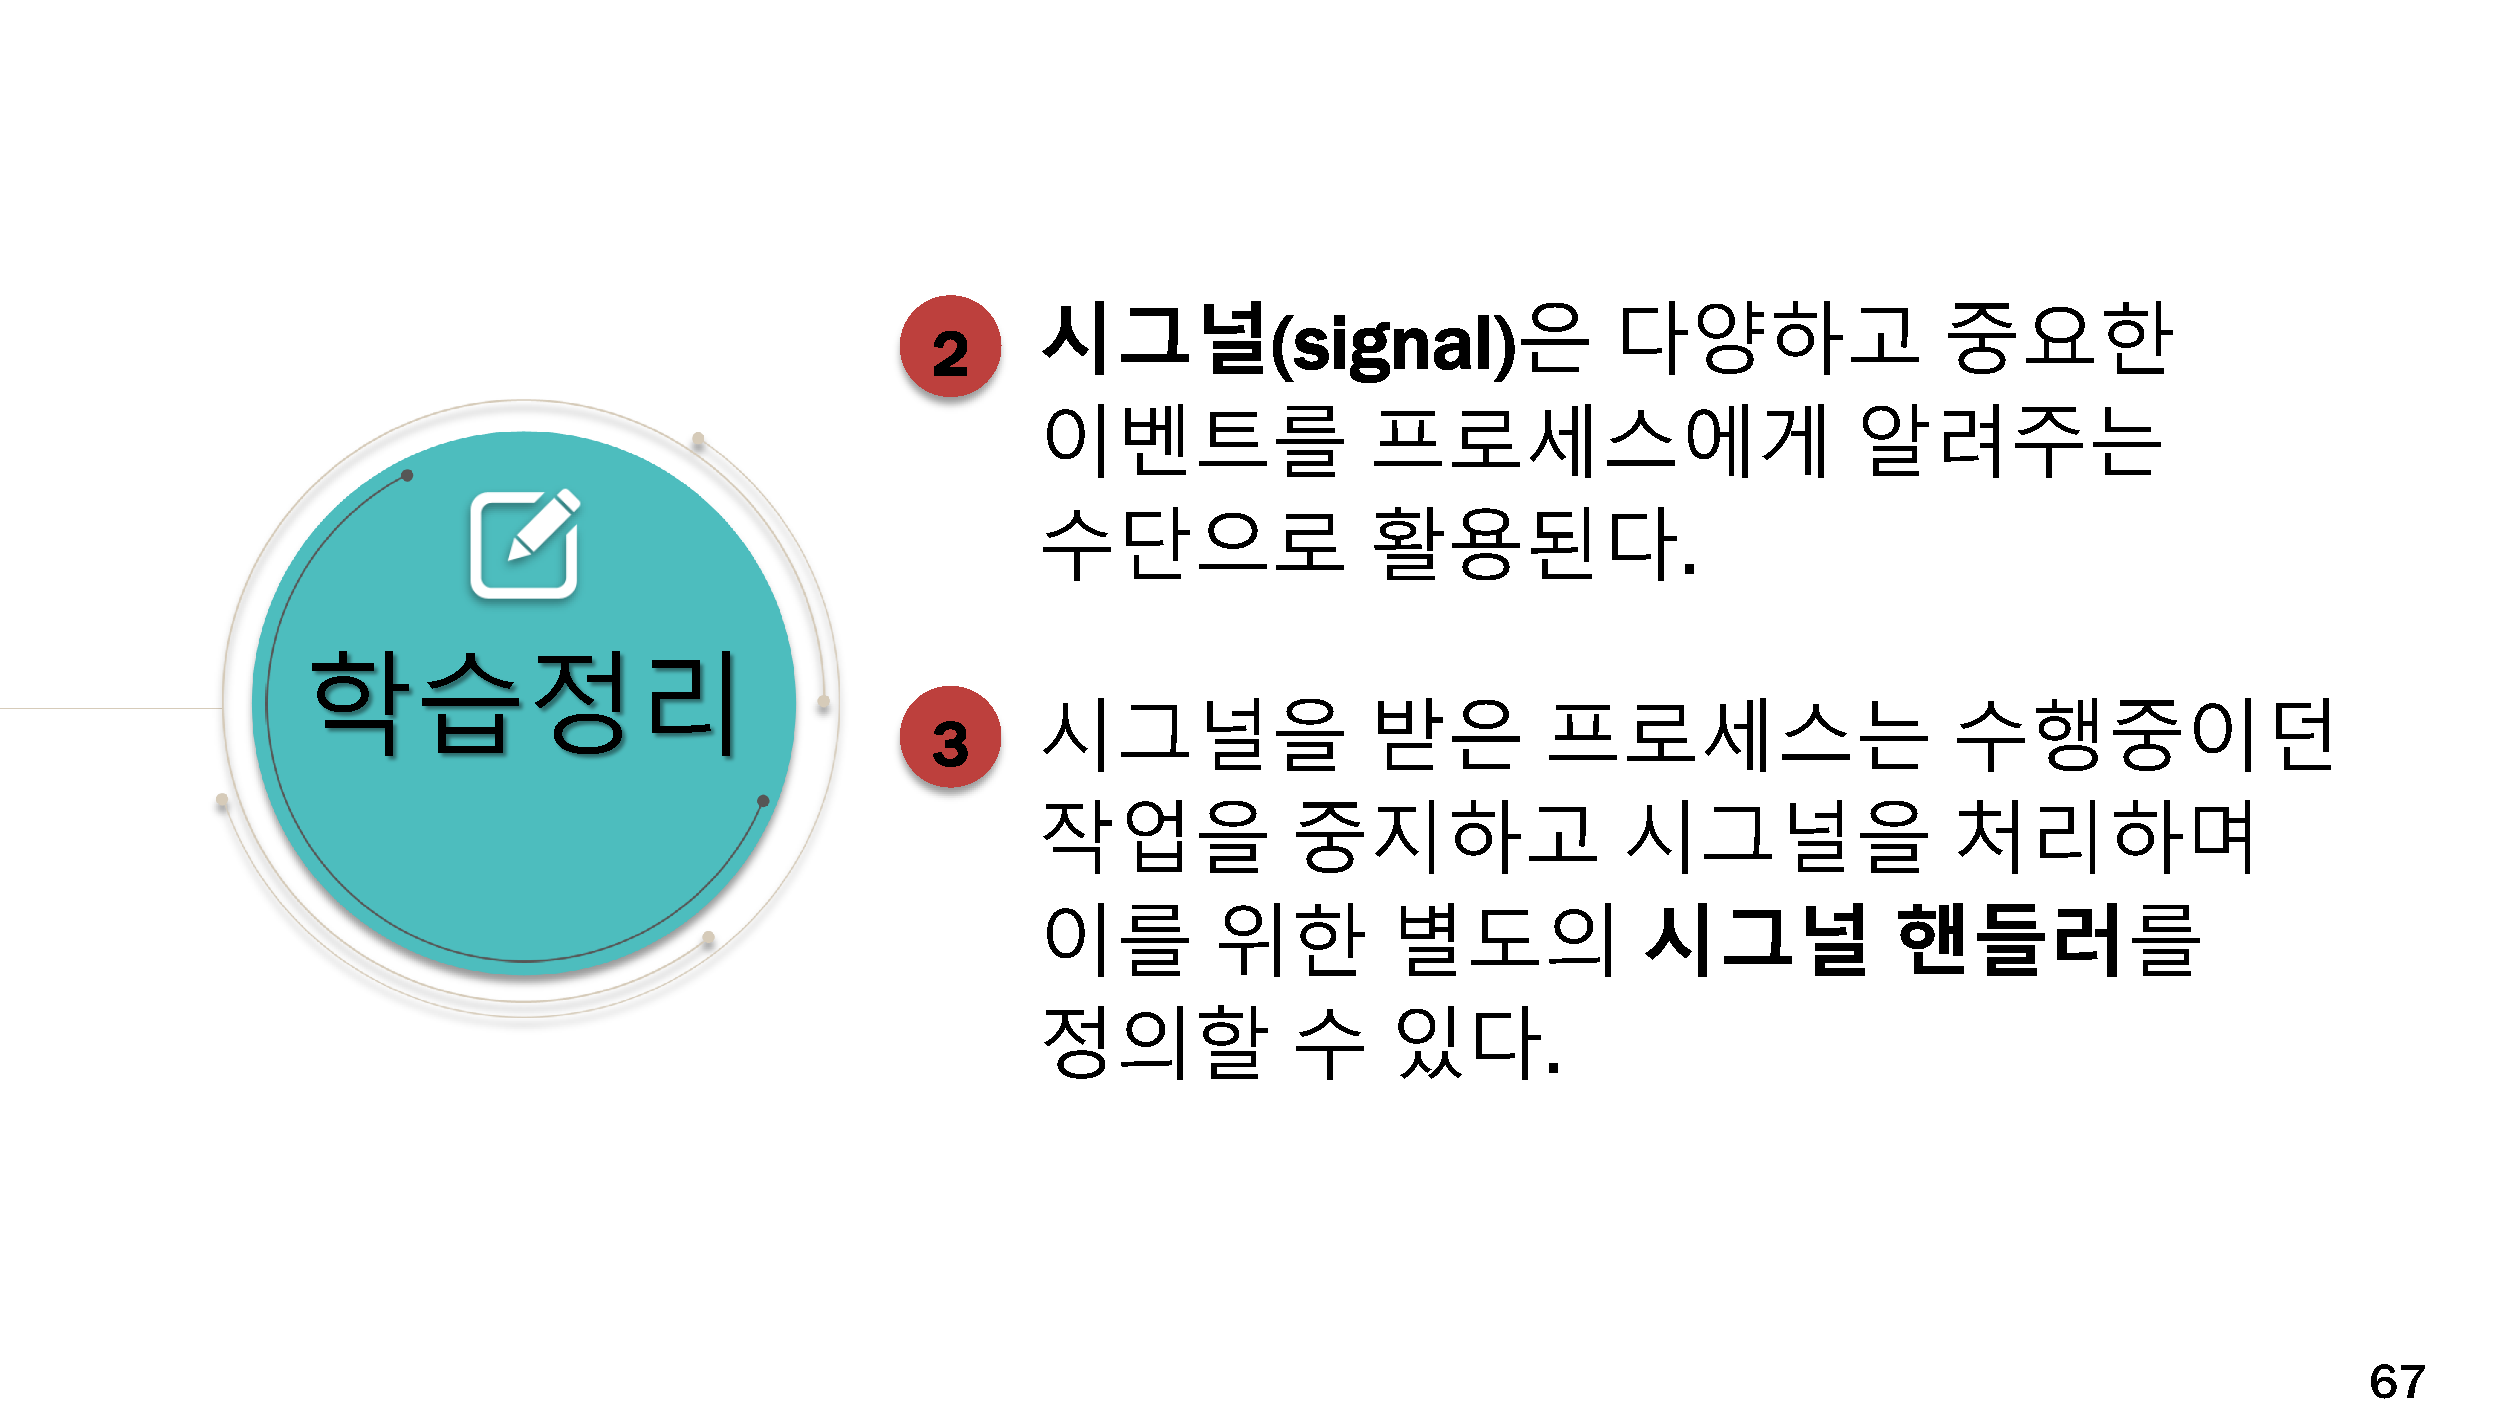 학습정리
2
시그널(signal)은 다양하고 중요한
이벤트를 프로세스에게 알려주는
수단으로 활용된다.
3
시그널을 받은 프로세스는 수행중이던
작업을 중지하고 시그널을 처리하며
이를 위한 별도의 시그널 핸들러를
정의할 수 있다.
67